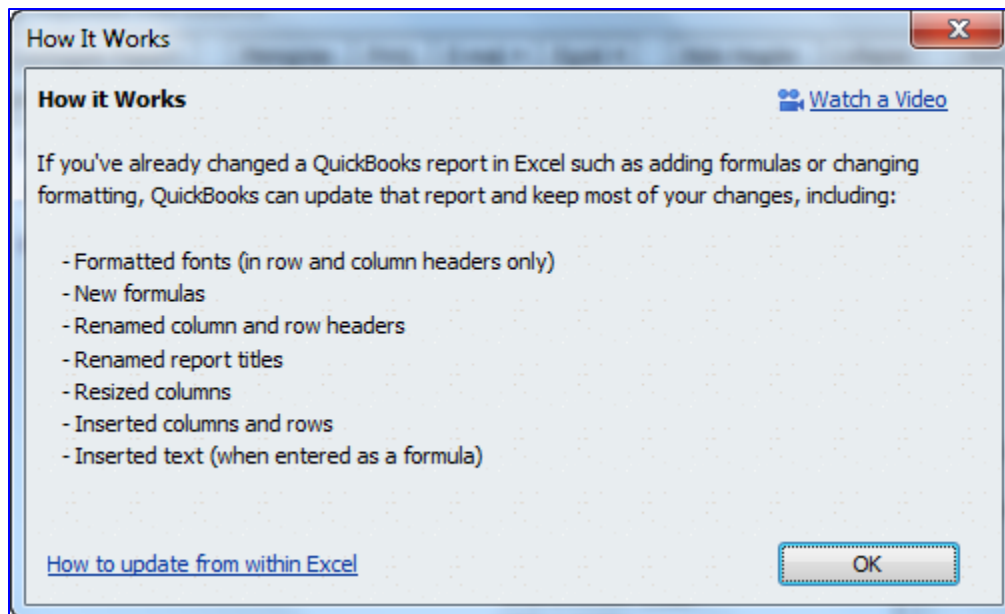 How It Works
How it Works
Watch a Video
If you've already changed a QuickBooks report in Excel such as adding formulas or changing
formatting, QuickBooks can update that report and keep most of your changes, including:
- Formatted fonts (in row and column headers only)
- New formulas
- Renamed column and row headers
- Renamed report titles
- Resized columns
- Inserted columns and rows
- Inserted text (when entered as a formula)
How to update from within Excel
OK